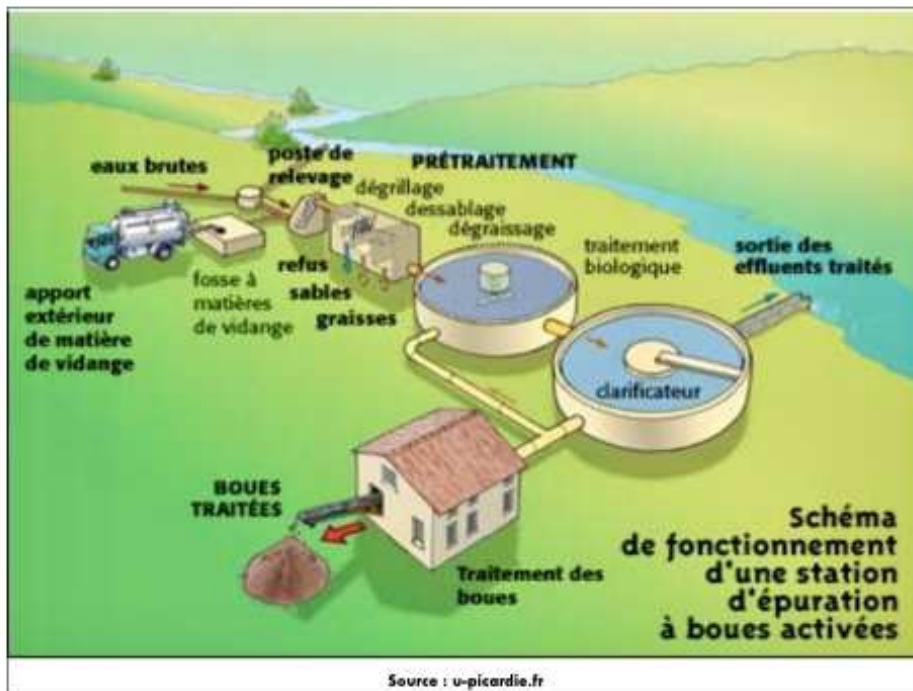 eaux brutes
poste de
relevage
PRÉTRAITEMENT
dégrillage
dessablage
dégraissage
traitement
biologique
sortie des
effluents traités
apport
extérieur
de matière
de vidange
fosse à
matières
de vidange
refus
sables
graisses
clarificateur
BOUES
TRAITÉES
Traitement des
boues
Schéma
de fonctionnement
d'une station
d'épuration
à boues activées
Source : u-picardie.fr